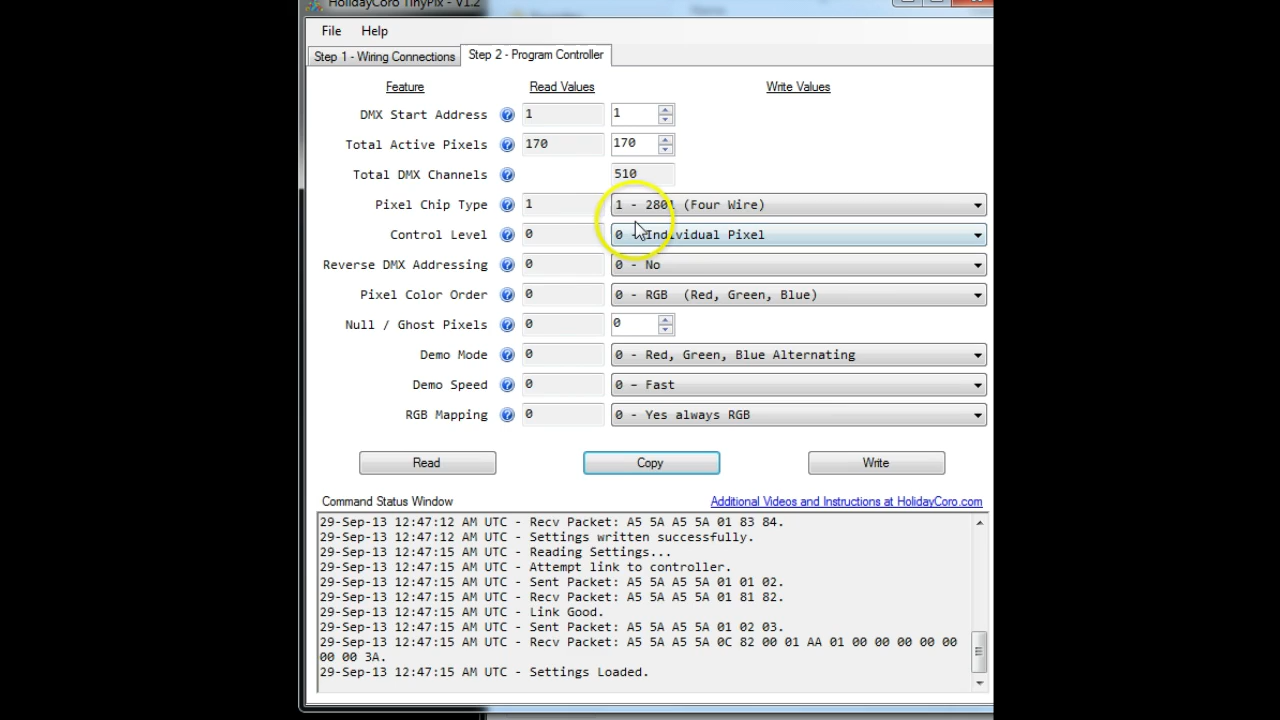 HolidayCoro TinyPix - V1.2
File Help
Step 1 - Wiring Connections Step 2 - Program Controller
Feature Read Values Write Values
DMX Start Address 1 1
Total Active Pixels 170 170
Total DMX Channels 510
Pixel Chip Type 1 1 - 2801 (Four Wire)
Control Level 0 0 - Individual Pixel
Reverse DMX Addressing 0 0 - No
Pixel Color Order 0 0 - RGB (Red, Green, Blue)
Null / Ghost Pixels 0 0
Demo Mode 0 0 - Red, Green, Blue Alternating
Demo Speed 0 0 - Fast
RGB Mapping 0 0 - Yes always RGB
Read Copy Write
Command Status Window Additional Videos and Instructions at HolidayCoro.com
29-Sep-13 12:47:12 AM UTC - Recv Packet: A5 5A A5 5A 01 83 84.
29-Sep-13 12:47:12 AM UTC - Settings written successfully.
29-Sep-13 12:47:15 AM UTC - Reading Settings...
29-Sep-13 12:47:15 AM UTC - Attempt link to controller.
29-Sep-13 12:47:15 AM UTC - Sent Packet: A5 5A A5 5A 01 01 02.
29-Sep-13 12:47:15 AM UTC - Recv Packet: A5 5A A5 5A 01 81 82.
29-Sep-13 12:47:15 AM UTC - Link Good.
29-Sep-13 12:47:15 AM UTC - Sent Packet: A5 5A A5 5A 01 02 03.
29-Sep-13 12:47:15 AM UTC - Recv Packet: A5 5A A5 5A 0C 82 00 01 AA 01 00 00 00 00 00
00 00 3A.
29-Sep-13 12:47:15 AM UTC - Settings Loaded.